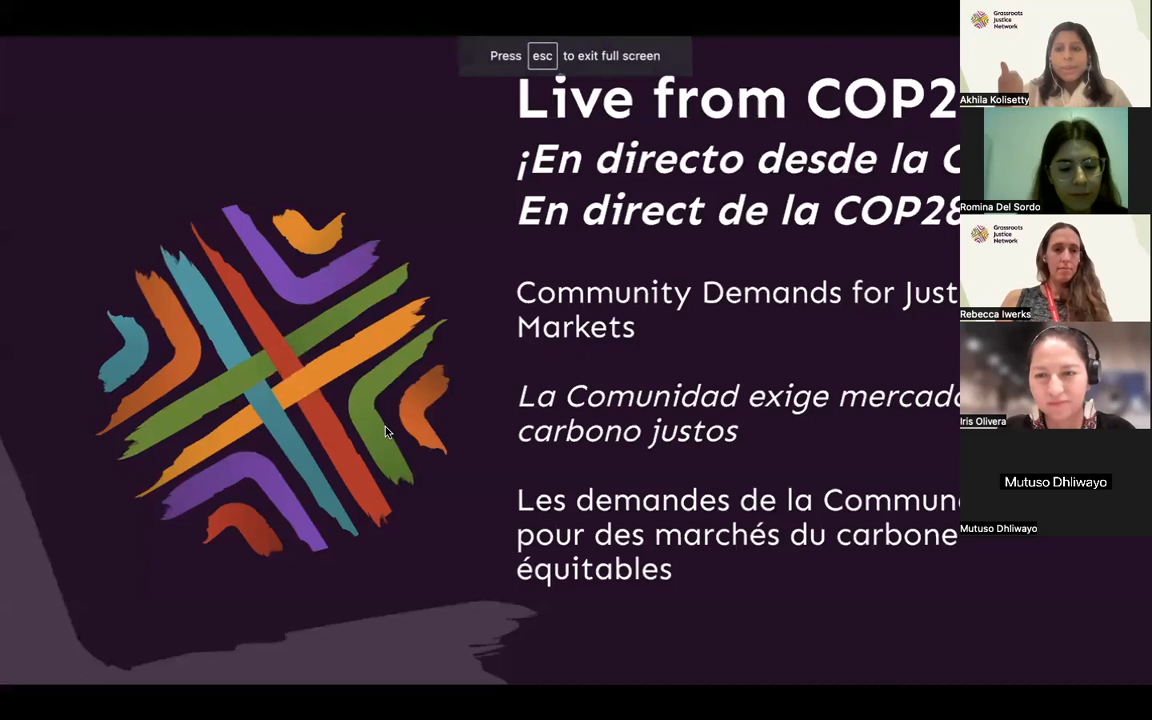 Press esc to exit full screen
Live from COP2
¡En directo desde la C
En direct de la COP28
Community Demands for Just
Markets
La Comunidad exige mercado
carbono justos
Les demandes de la Commun
pour des marchés du carbone
équitables
Grassroots
Justice
Network
Akhila Kolisetty
Romina Del Sordo
Grassroots
Justice
Network
Rebecca Iwerks
Iris Olivera
Mutuso Dhliwayo
Mutuso Dhliwayo